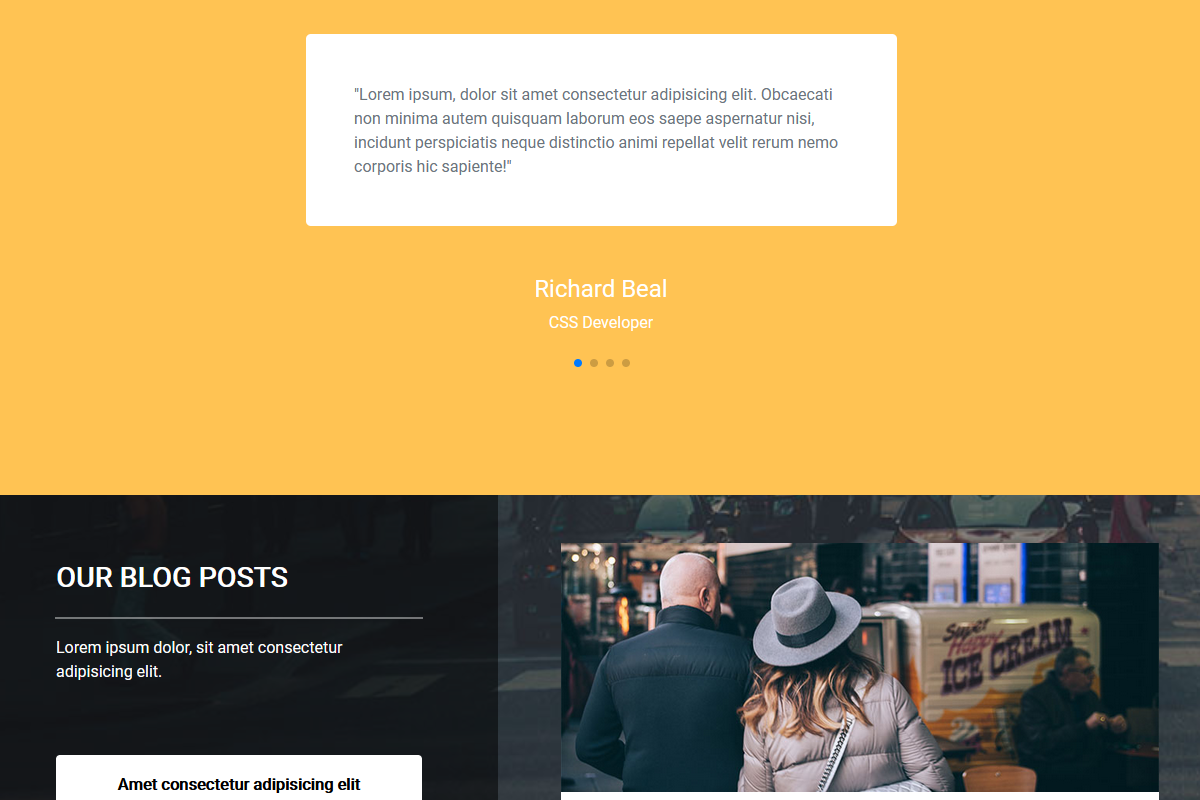 "Lorem ipsum, dolor sit amet consectetur adipisicing elit. Obcaecati
non minima autem quisquam laborum eos saepe aspernatur nisi,
incidunt perspiciatis neque distinctio animi repellat velit rerum nemo
corporis hic sapiente!"
Richard Beal
CSS Developer
OUR BLOG POSTS
Lorem ipsum dolor, sit amet consectetur
adipisicing elit.
Amet consectetur adipisicing elit
Super
Happy
ICE CREAM